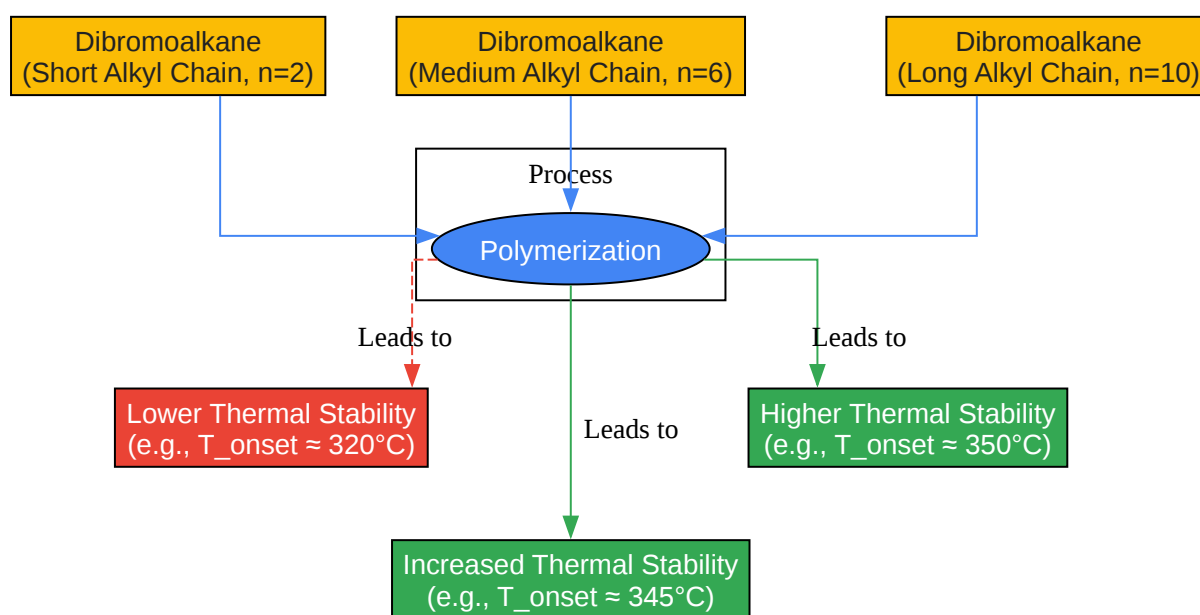 Dibromoalkane
(Short Alkyl Chain, n=2)
Dibromoalkane
(Medium Alkyl Chain, n=6)
Dibromoalkane
(Long Alkyl Chain, n=10)
Process
Polymerization
Leads to
Leads to
Lower Thermal Stability
(e.g., T_onset ≈ 320°C)
Leads to
Higher Thermal Stability
(e.g., T_onset ≈ 350°C)
Increased Thermal Stability
(e.g., T_onset ≈ 345°C)